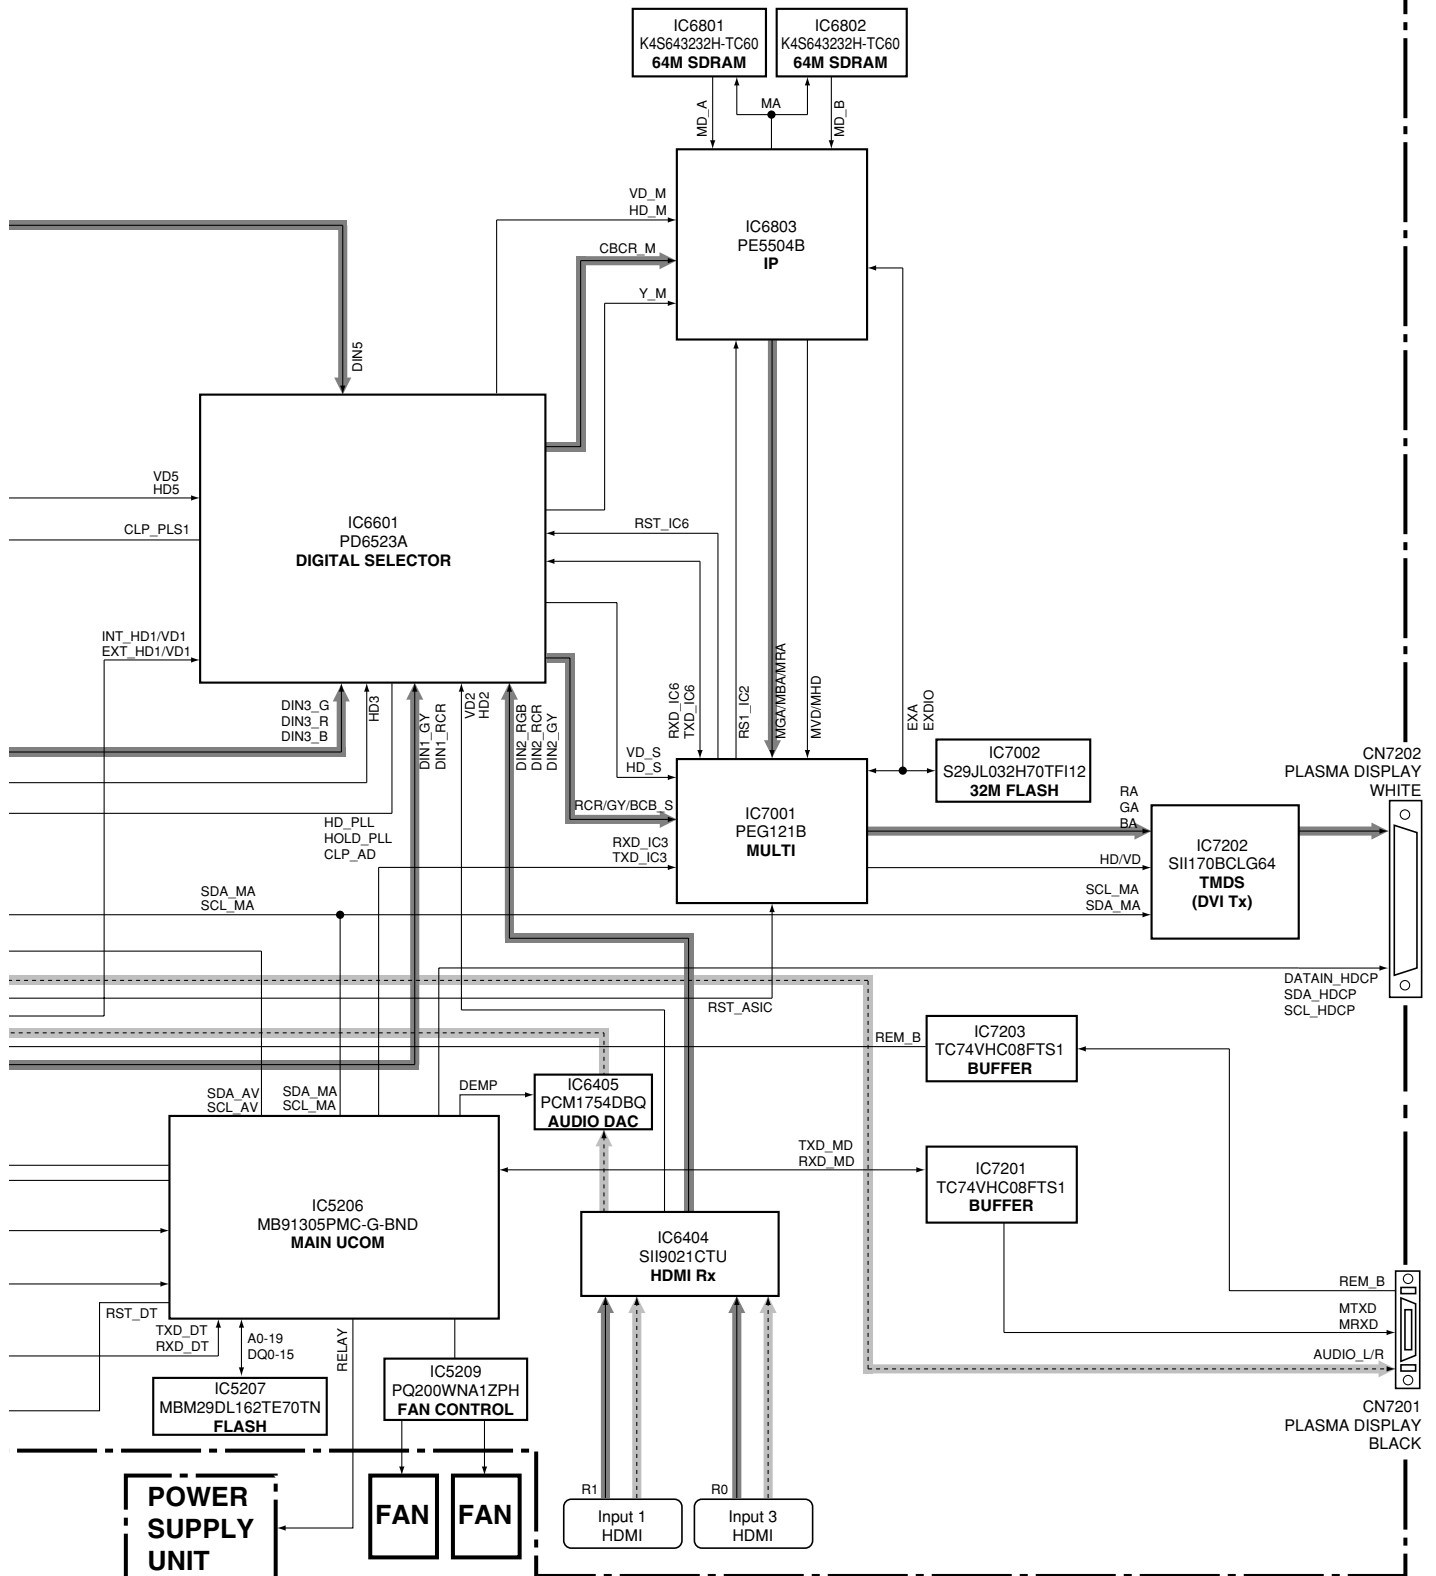 IC6801
K4S643232H-TC60
64M SDRAM
IC6802
K4S643232H-TC60
64M SDRAM
MD_A
MA
MD_B
VD_M
HD_M
CBCR_M
Y_M
IC6803
PE5504B
IP
DIN5
VD5
HD5
CLP_PLS1
IC6601
PD6523A
DIGITAL SELECTOR
RST_IC6
INT_HD1/VD1
EXT_HD1/VD1
DIN3_G
DIN3_R
DIN3_B
HD3
DIN1_GY
DIN1_RCR
VD2
HD2
DIN2_RGB
DIN2_RCR
DIN2_GY
RXD_IC6
TXD_IC6
RS1_IC2
MGA/MBA/MRA
MVD/MHD
EXA
EXDIO
VD_S
HD_S
RCR/GY/BCB_S
RXD_IC3
TXD_IC3
IC7001
PEG121B
MULTI
IC7002
S29JL032H70TFI12
32M FLASH
CN7202
PLASMA DISPLAY
WHITE
RA
GA
BA
HD/VD
SCL_MA
SDA_MA
IC7202
SII170BCLG64
TMDS
(DVI Tx)
HD_PLL
HOLD_PLL
CLP_AD
SDA_MA
SCL_MA
DATAIN_HDCP
SDA_HDCP
SCL_HDCP
RST_ASIC
REM_B
IC7203
TC74VHC08FTS1
BUFFER
SDA_AV
SCL_AV
SDA_MA
SCL_MA
DEMP
IC6405
PCM1754DBQ
AUDIO DAC
TXD_MD
RXD_MD
IC7201
TC74VHC08FTS1
BUFFER
IC5206
MB91305PMC-G-BND
MAIN UCOM
IC6404
SII9021CTU
HDMI Rx
REM_B
MTXD
MRXD
AUDIO_L/R
RST_DT
TXD_DT
RXD_DT
A0-19
DQ0-15
RELAY
IC5207
MBM29DL162TE70TN
FLASH
IC5209
PQ200WNA1ZPH
FAN CONTROL
CN7201
PLASMA DISPLAY
BLACK
POWER
SUPPLY
UNIT
FAN
FAN
R1
Input 1
HDMI
R0
Input 3
HDMI